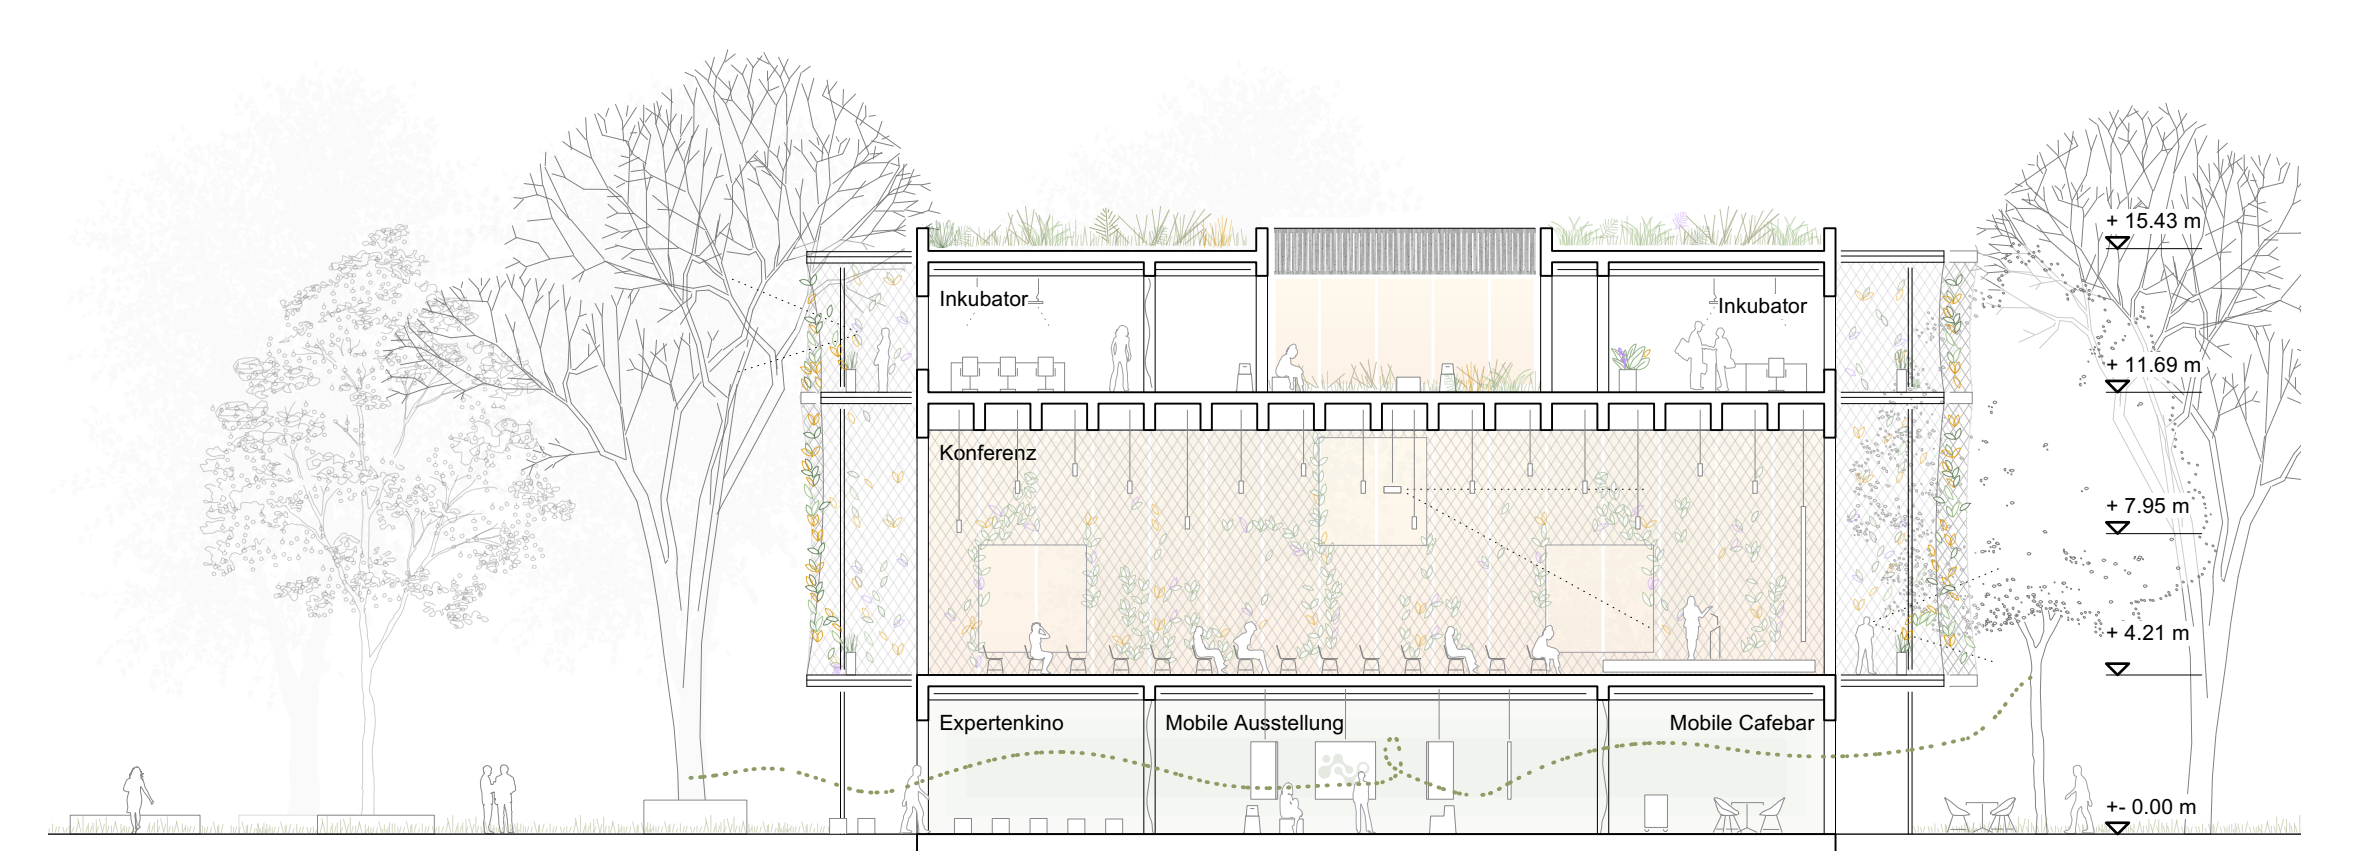 + 15.43 m
Inkubator
Inkubator
+ 11.69 m
Konferenz
+ 7.95 m
+ 4.21 m
Expertenkino
Mobile Ausstellung
Mobile Cafebar
+- 0.00 m